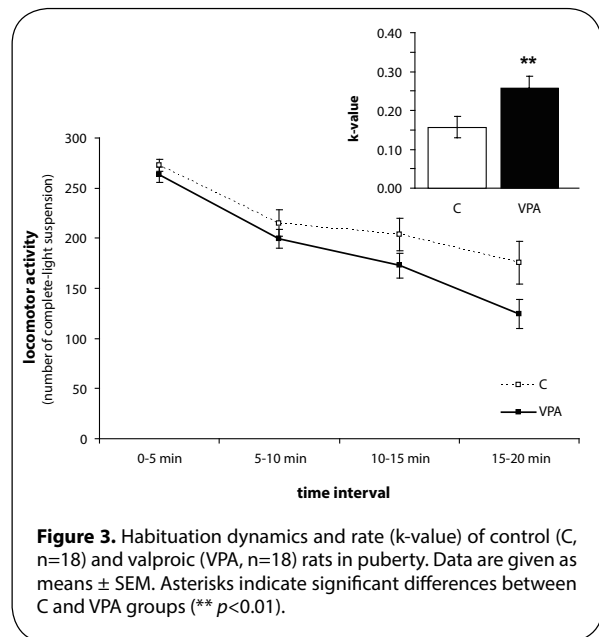 0.40
**
0.30
k-value
0.20
0.10
0.00
C
VPA
300
250
200
150
100
50
0
locomotor activity
(number of complete-light suspension)
C
VPA
0-5 min
5-10 min
10-15 min
15-20 min
time interval
Figure 3. Habituation dynamics and rate (k-value) of control (C,
n=18) and valproic (VPA, n=18) rats in puberty. Data are given as
means ± SEM. Asterisks indicate significant differences between
C and VPA groups (** p<0.01).